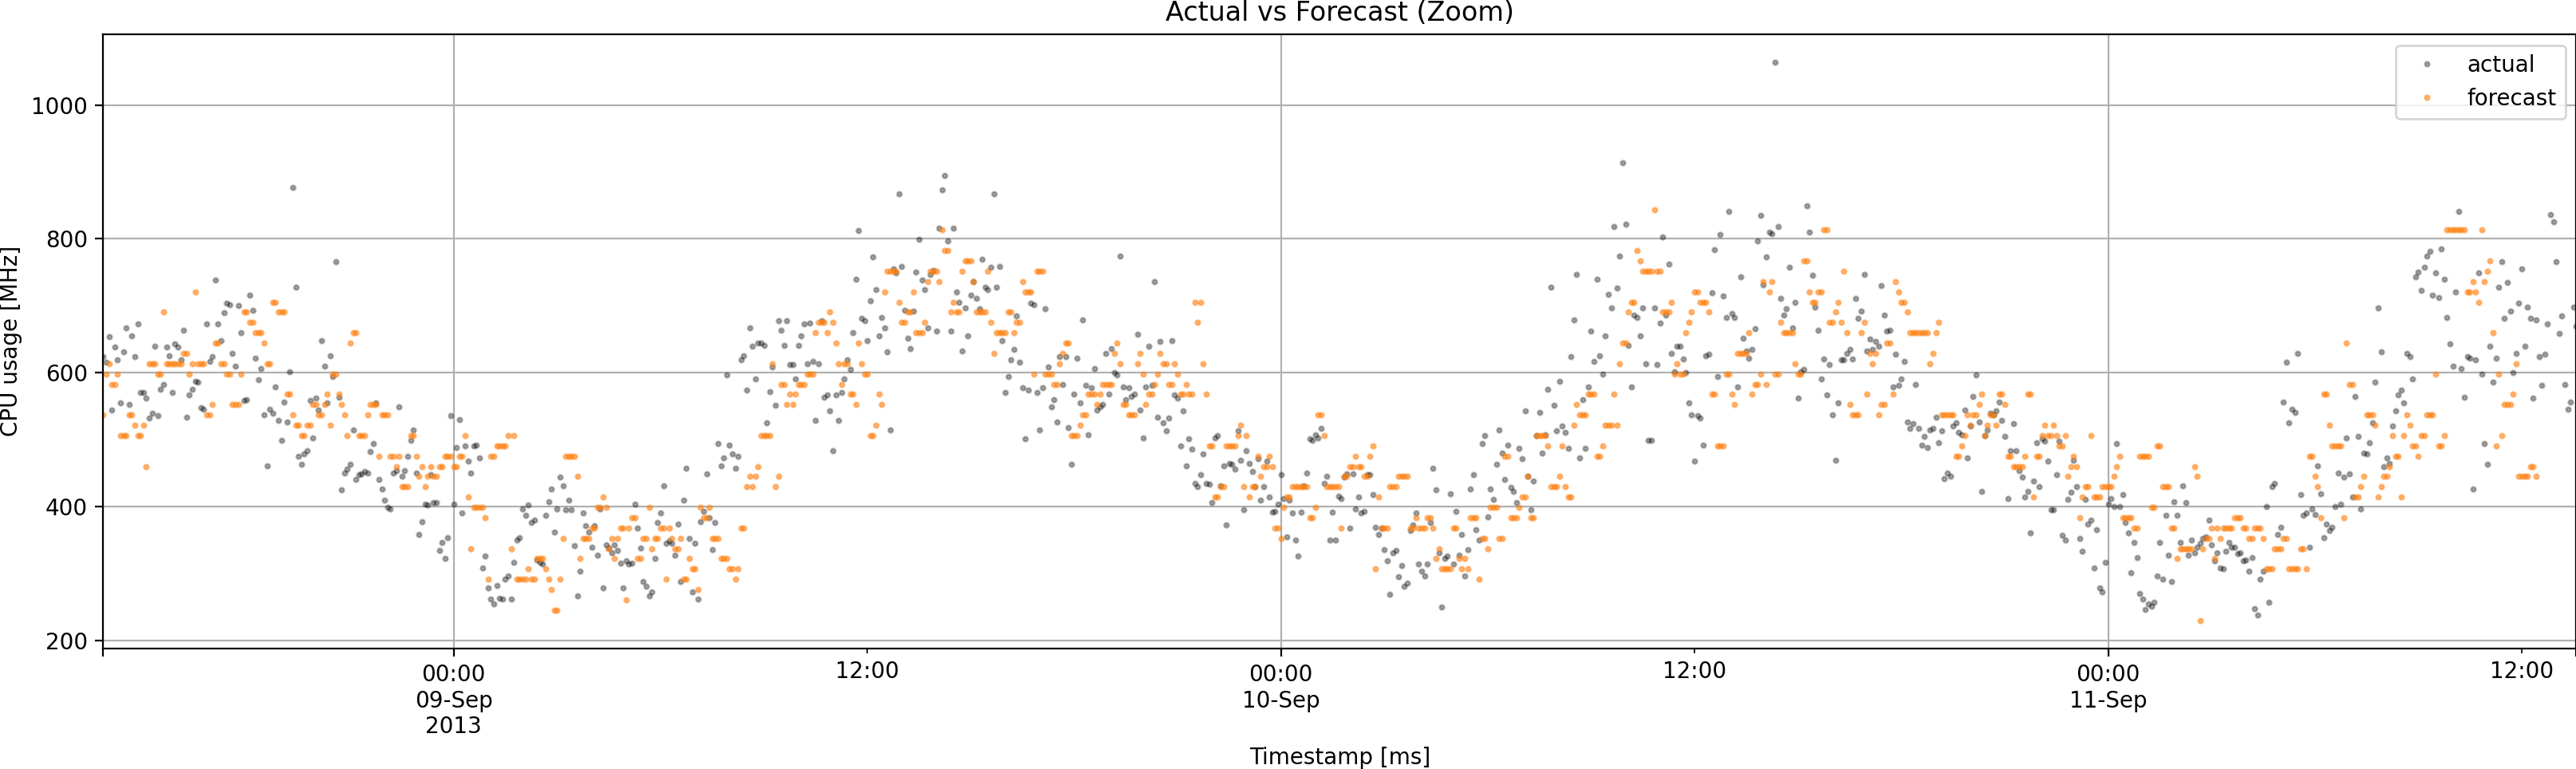 Actual vs Forecast (Zoom)
actual
forecast
CPU usage [MHz]
1000
800
600
400
200
00:00
09-Sep
2013
12:00
00:00
10-Sep
12:00
00:00
11-Sep
12:00
Timestamp [ms]